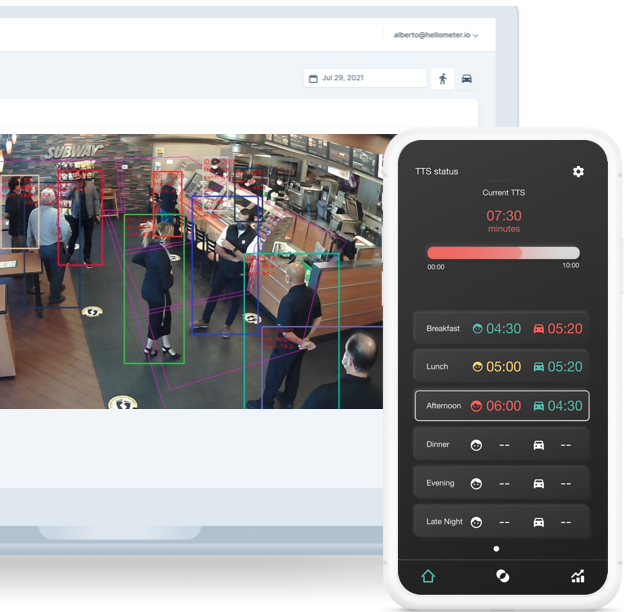 alberto@hellometer.io
Jul 29, 2021
SUBWAY
TTS status
Current TTS
07:30
minutes
00:00
10:00
Breakfast 04:30 05:20
Lunch 05:00 05:20
Afternoon 06:00 04:30
Dinner -- --
Evening -- --
Late Night -- --